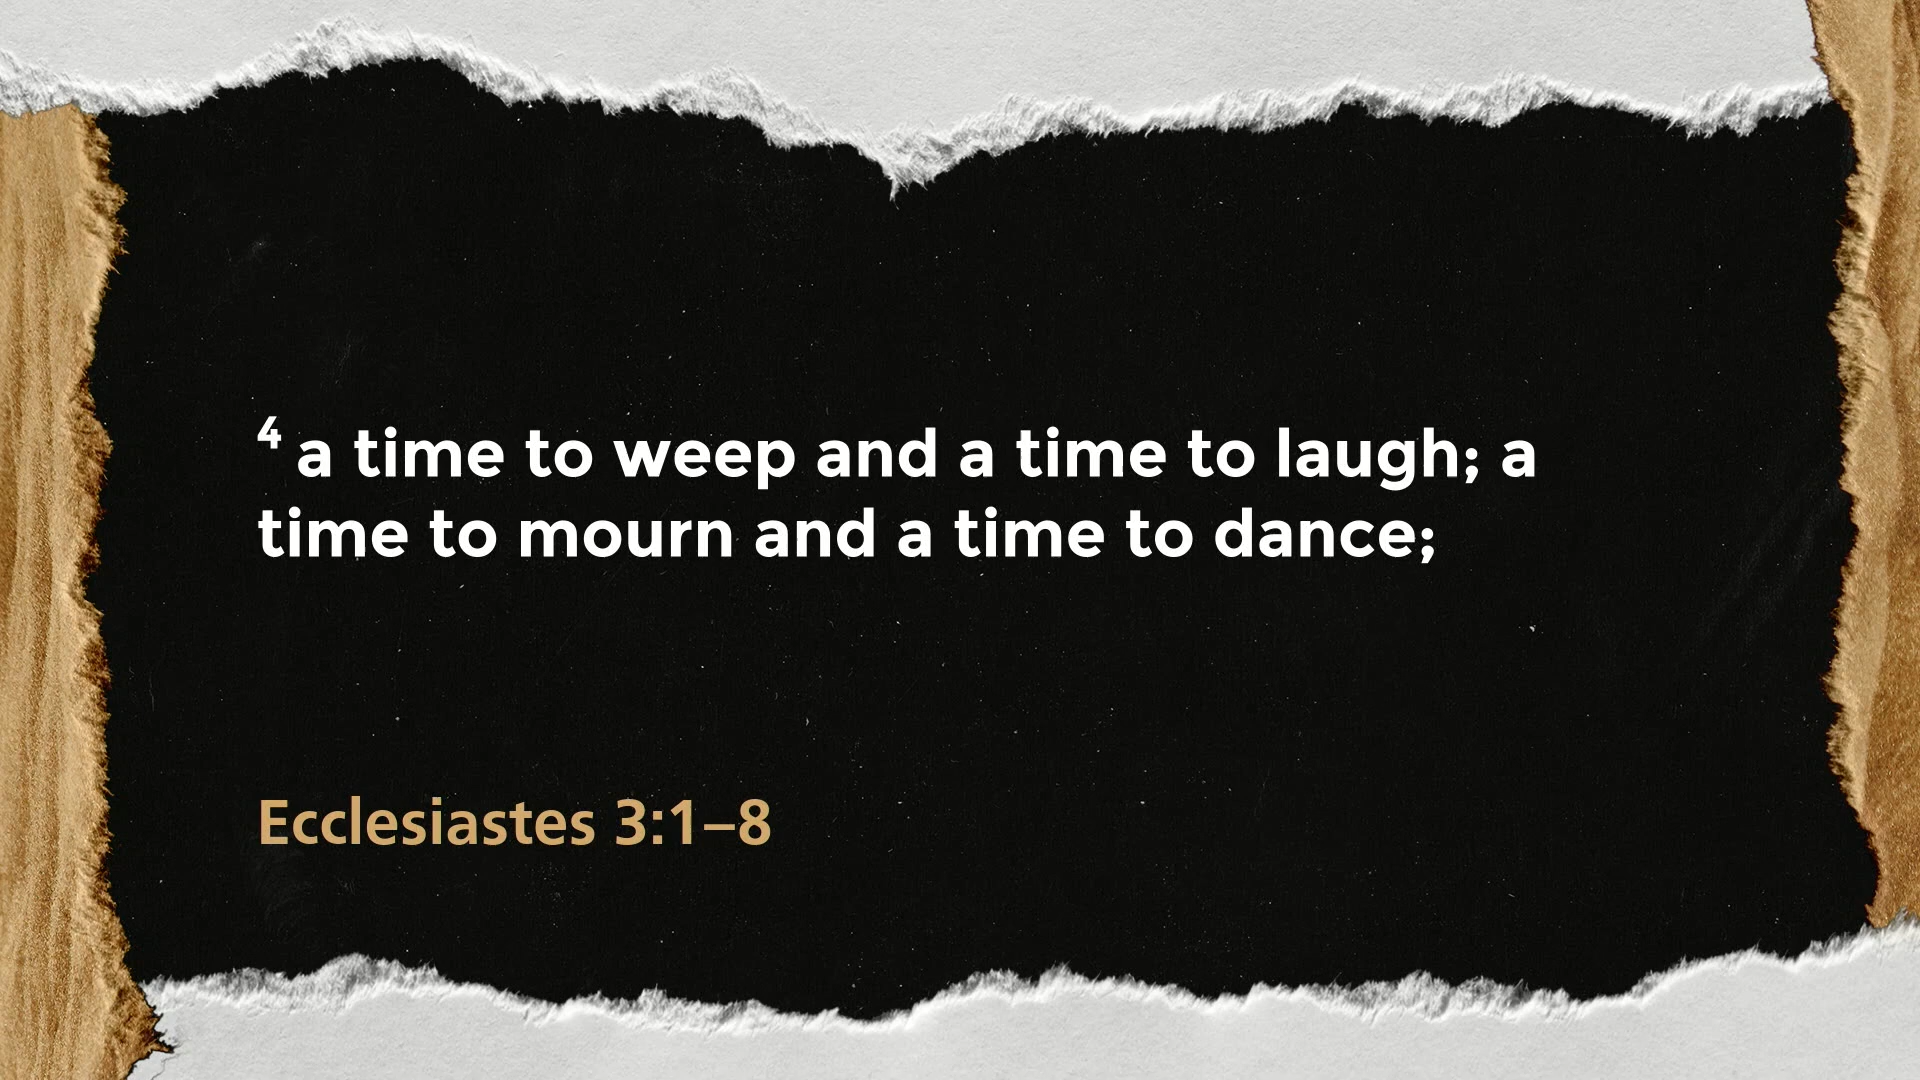 4 a time to weep and a time to laugh; a
time to mourn and a time to dance;
Ecclesiastes 3:1–8